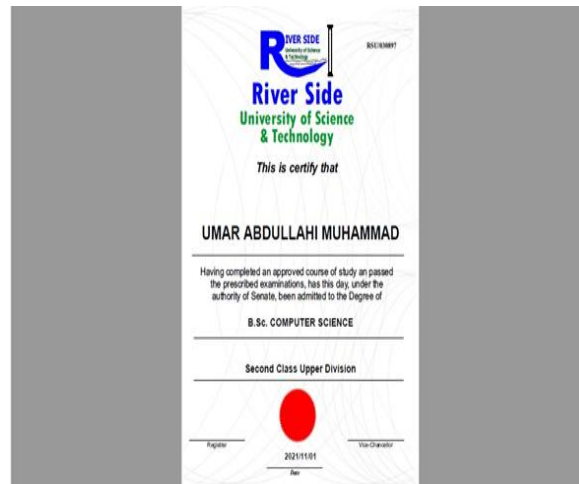 RIVER SIDE
University of Science
& Technology
RSU/030897
River Side
University of Science
& Technology
This is certify that
UMAR ABDULLAHI MUHAMMAD
Having completed an approved course of study an passed
the prescribed examinations, has this day, under the
authority of Senate, been admitted to the Degree of
B.Sc. COMPUTER SCIENCE
Second Class Upper Division
Registrar
Vice-Chancellor
2021/11/01